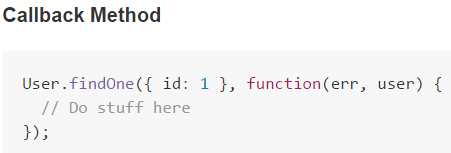 Callback Method
User.findOne({ id: 1 }, function(err, user) {
  // Do stuff here
});